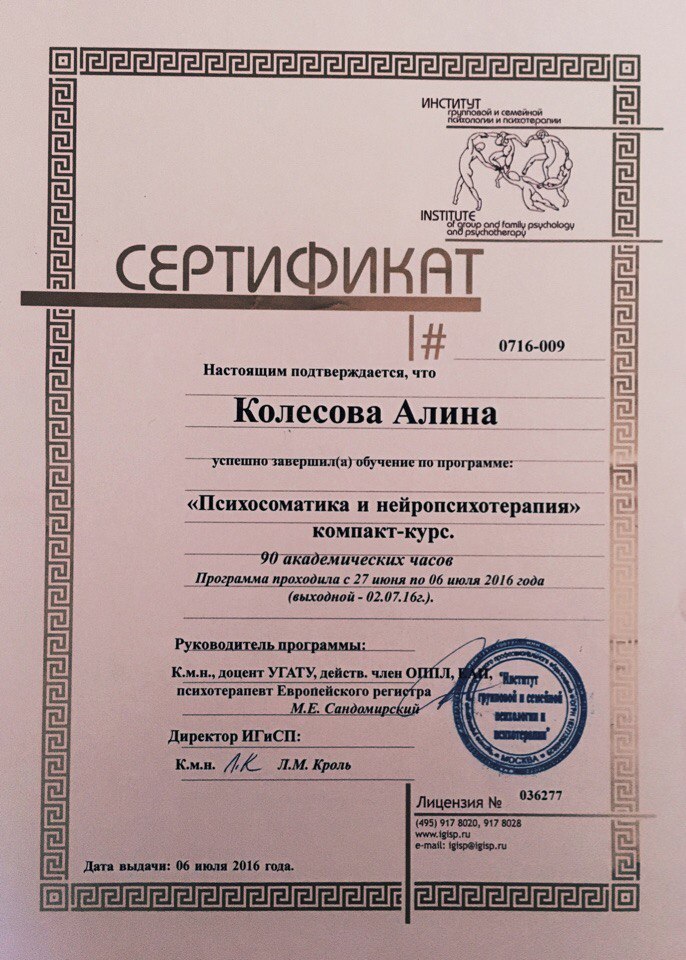 ИНСТИТУТ
групповой и семейной
психологии и психотерапии
INSTITUTE
of group and family psychology
and psychotherapy
СЕРТИФИКАТ
# 0716-009
Настоящим подтверждается, что
Колесова Алина
успешно завершил(а) обучение по программе:
«Психосоматика и нейропсихотерапия»
компакт-курс.
90 академических часов
Программа проходила с 27 июня по 06 июля 2016 года
(выходной - 02.07.16г.).
Руководитель программы:
К.м.н., доцент УГАТУ, действ. член ОППЛ, ЕАП,
психотерапевт Европейского регистра
М.Е. Сандомирский
"Институт
групповой и семейной
психологии и
психотерапии"
МОСКВА
Директор ИГиСП:
К.м.н. Л.К Л.М. Кроль
Лицензия № 036277
(495) 917 8020, 917 8028
www.igisp.ru
e-mail: igisp@igisp.ru
Дата выдачи: 06 июля 2016 года.